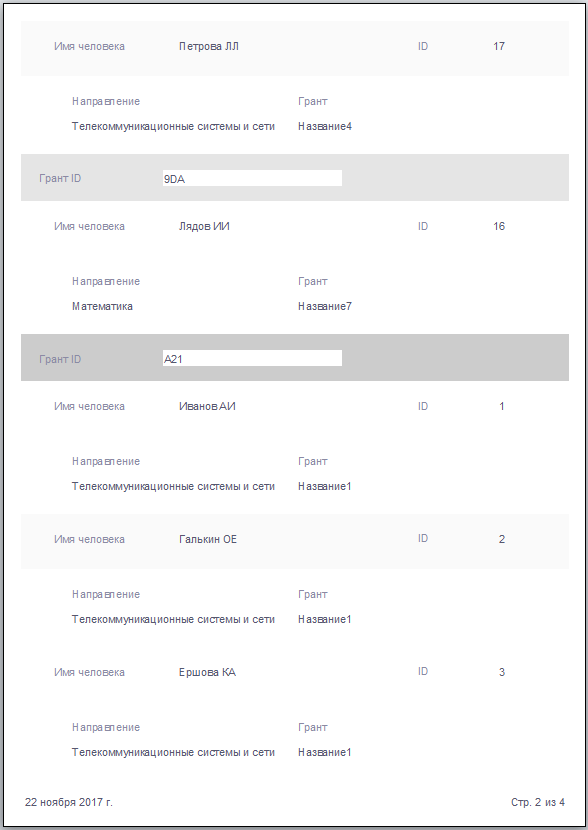 Имя человека Петрова ЛЛ ID 17
Направление Грант
Телекоммуникационные системы и сети Название4
Грант ID 9DA
Имя человека Лядов ИИ ID 16
Направление Грант
Математика Название7
Грант ID A21
Имя человека Иванов АИ ID 1
Направление Грант
Телекоммуникационные системы и сети Название1
Имя человека Галькин ОЕ ID 2
Направление Грант
Телекоммуникационные системы и сети Название1
Имя человека Ершова КА ID 3
Направление Грант
Телекоммуникационные системы и сети Название1
22 ноября 2017 г. Стр. 2 из 4